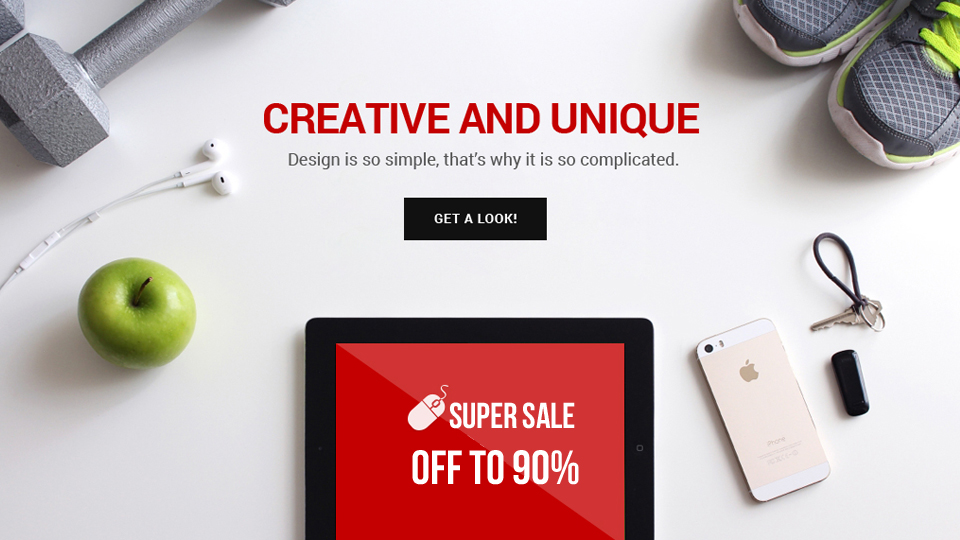 CREATIVE AND UNIQUE
Design is so simple, that's why it is so complicated.
GET A LOOK!
SUPER SALE
OFF TO 90%
iPhone